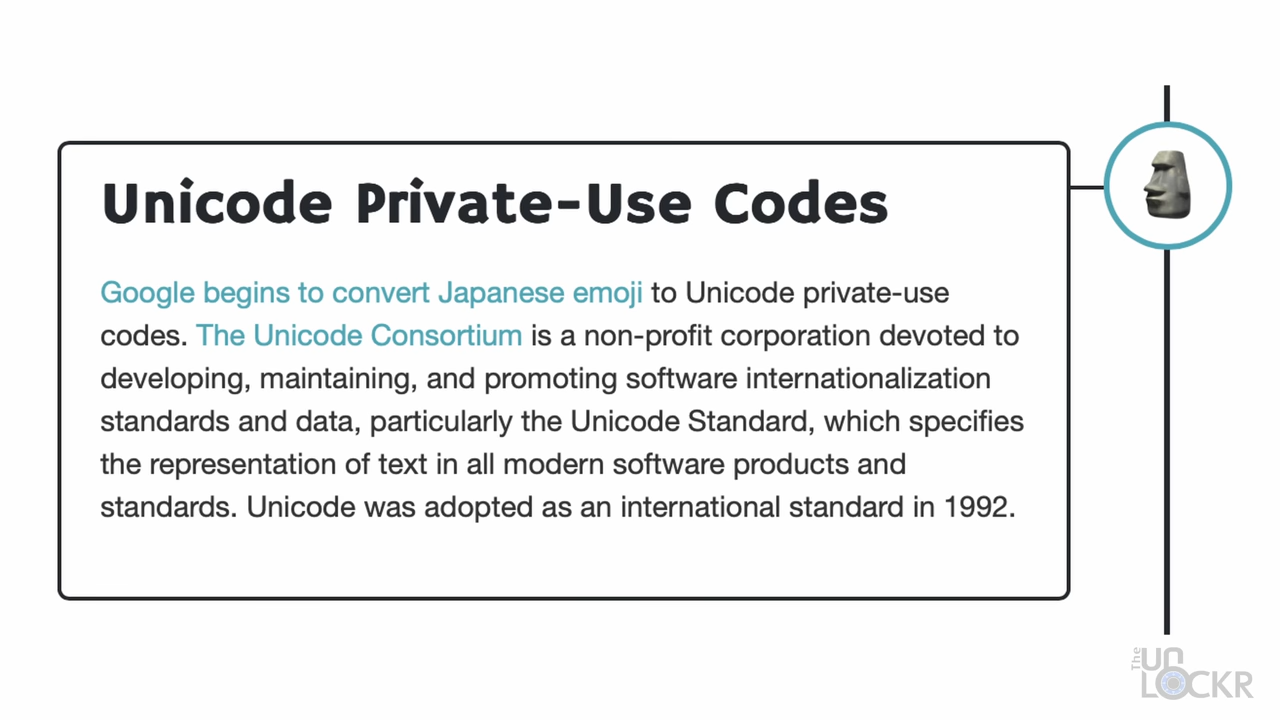 Unicode Private-Use Codes
Google begins to convert Japanese emoji to Unicode private-use
codes. The Unicode Consortium is a non-profit corporation devoted to
developing, maintaining, and promoting software internationalization
standards and data, particularly the Unicode Standard, which specifies
the representation of text in all modern software products and
standards. Unicode was adopted as an international standard in 1992.
The
UN
LOCKR